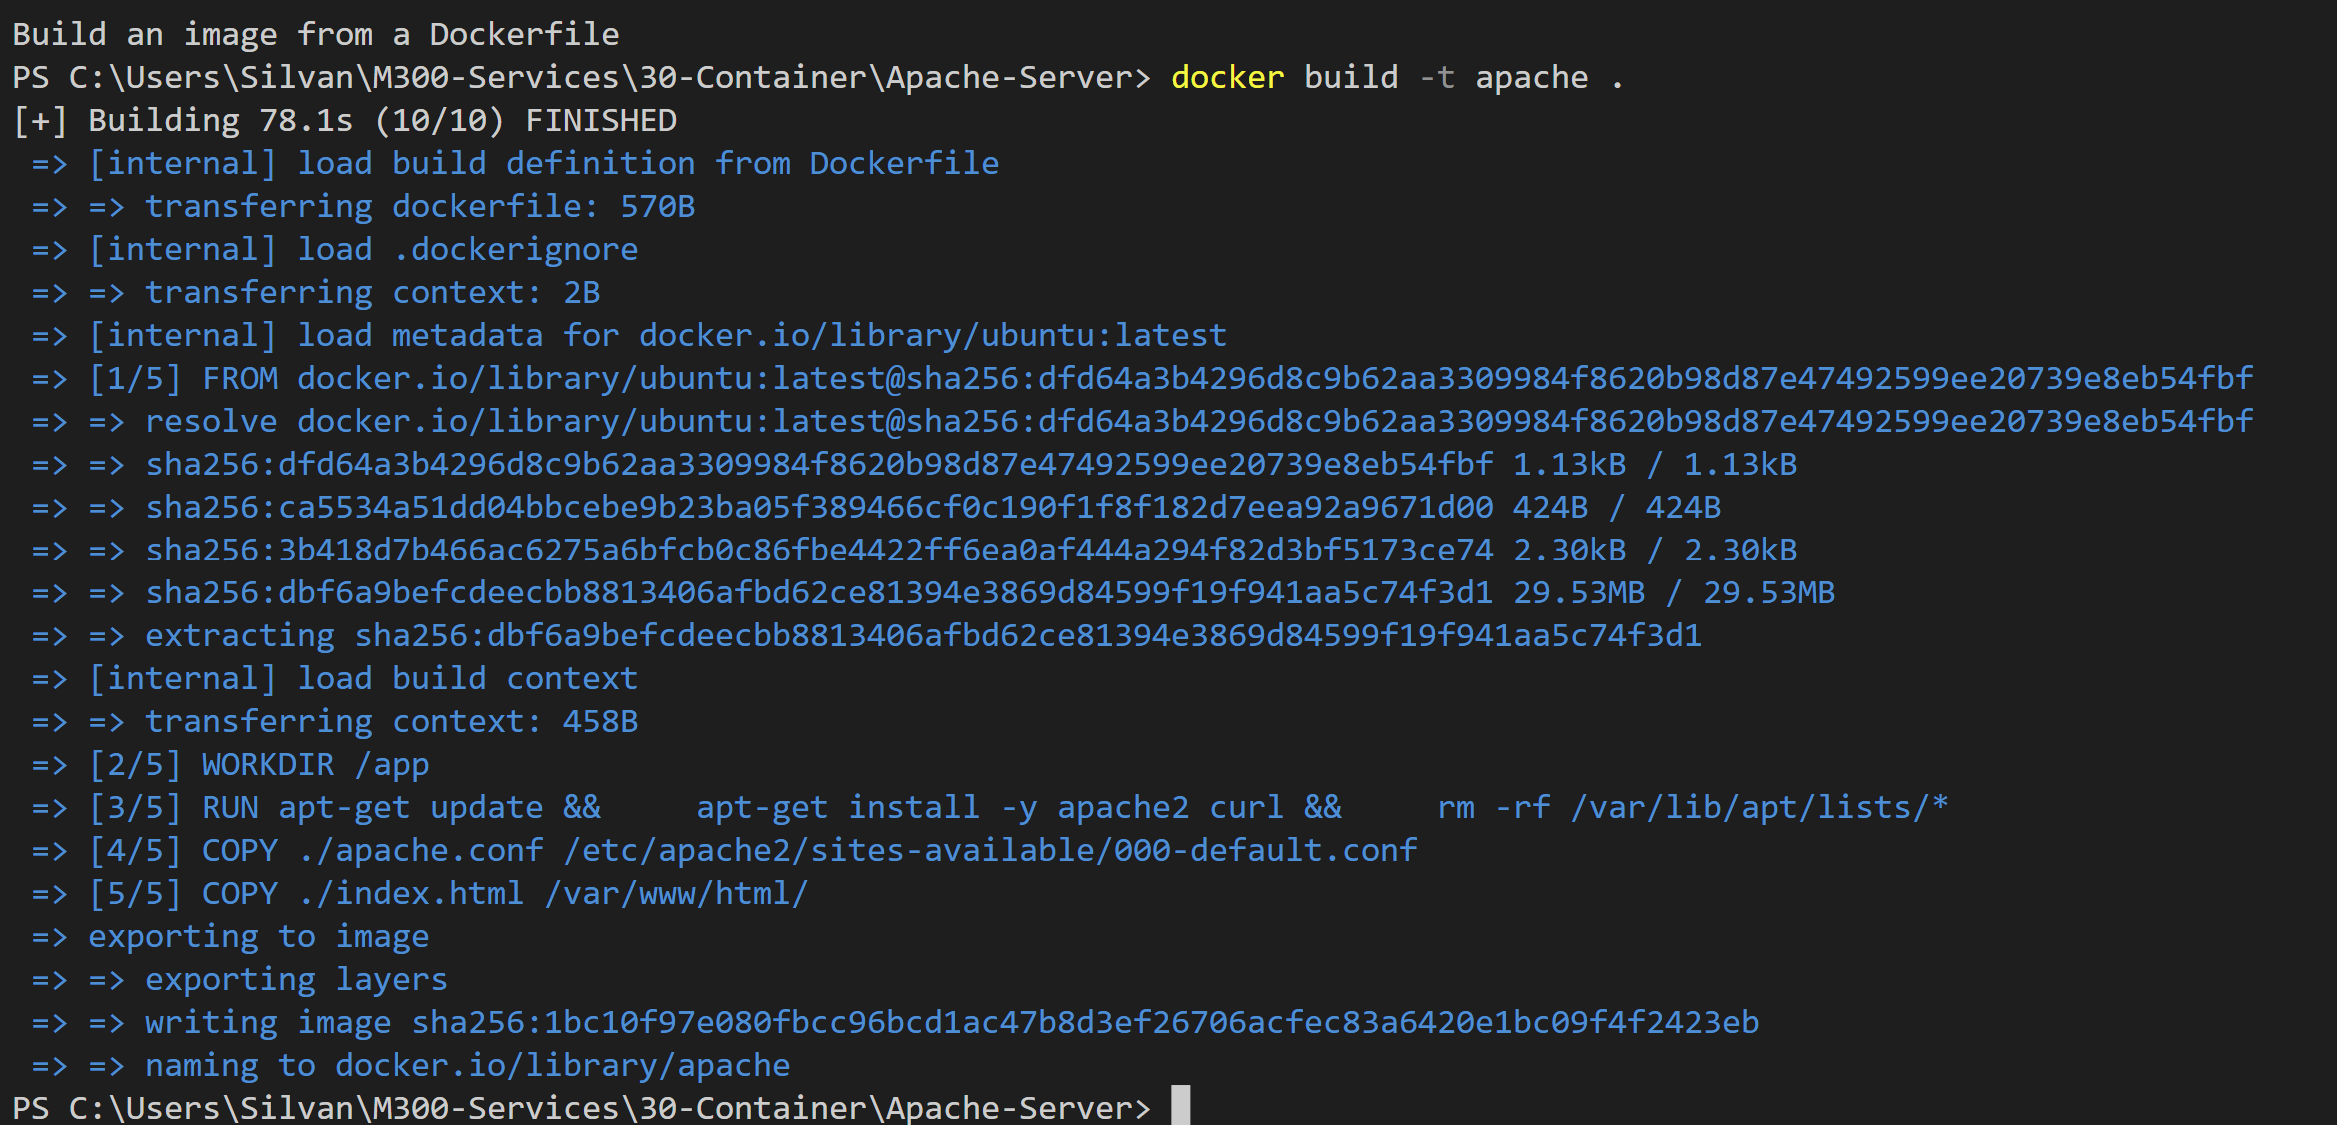 Build an image from a Dockerfile
PS C:\Users\Silvan\M300-Services\30-Container\Apache-Server> docker build -t apache .
[+] Building 78.1s (10/10) FINISHED
 => [internal] load build definition from Dockerfile
 => => transferring dockerfile: 570B
 => [internal] load .dockerignore
 => => transferring context: 2B
 => [internal] load metadata for docker.io/library/ubuntu:latest
 => [1/5] FROM docker.io/library/ubuntu:latest@sha256:dfd64a3b4296d8c9b62aa3309984f8620b98d87e47492599ee20739e8eb54fbf
 => => resolve docker.io/library/ubuntu:latest@sha256:dfd64a3b4296d8c9b62aa3309984f8620b98d87e47492599ee20739e8eb54fbf
 => => sha256:dfd64a3b4296d8c9b62aa3309984f8620b98d87e47492599ee20739e8eb54fbf 1.13kB / 1.13kB
 => => sha256:ca5534a51dd04bbcebe9b23ba05f389466cf0c190f1f8f182d7eea92a9671d00 424B / 424B
 => => sha256:3b418d7b466ac6275a6bfcb0c86fbe4422ff6ea0af444a294f82d3bf5173ce74 2.30kB / 2.30kB
 => => sha256:dbf6a9befcdeecbb8813406afbd62ce81394e3869d84599f19f941aa5c74f3d1 29.53MB / 29.53MB
 => => extracting sha256:dbf6a9befcdeecbb8813406afbd62ce81394e3869d84599f19f941aa5c74f3d1
 => [internal] load build context
 => => transferring context: 458B
 => [2/5] WORKDIR /app
 => [3/5] RUN apt-get update &&     apt-get install -y apache2 curl &&     rm -rf /var/lib/apt/lists/*
 => [4/5] COPY ./apache.conf /etc/apache2/sites-available/000-default.conf
 => [5/5] COPY ./index.html /var/www/html/
 => exporting to image
 => => exporting layers
 => => writing image sha256:1bc10f97e080fbcc96bcd1ac47b8d3ef26706acfec83a6420e1bc09f4f2423eb
 => => naming to docker.io/library/apache
PS C:\Users\Silvan\M300-Services\30-Container\Apache-Server>